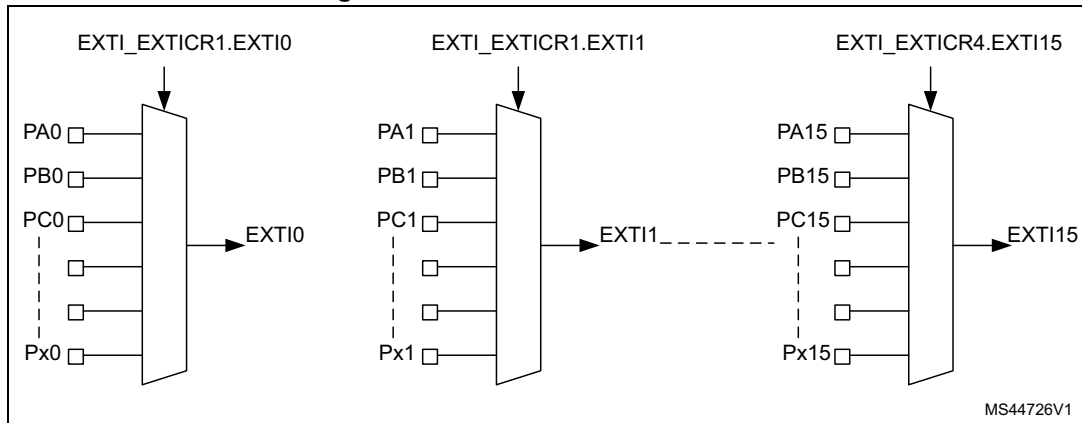 EXTI_EXTICR1.EXTI0 EXTI_EXTICR1.EXTI1 EXTI_EXTICR4.EXTI15
PA0 PA1 PA15
PB0 PB1 PB15
PC0 PC1 PC15
EXTI0 EXTI1 EXTI15
Px0 Px1 Px15
MS44726V1